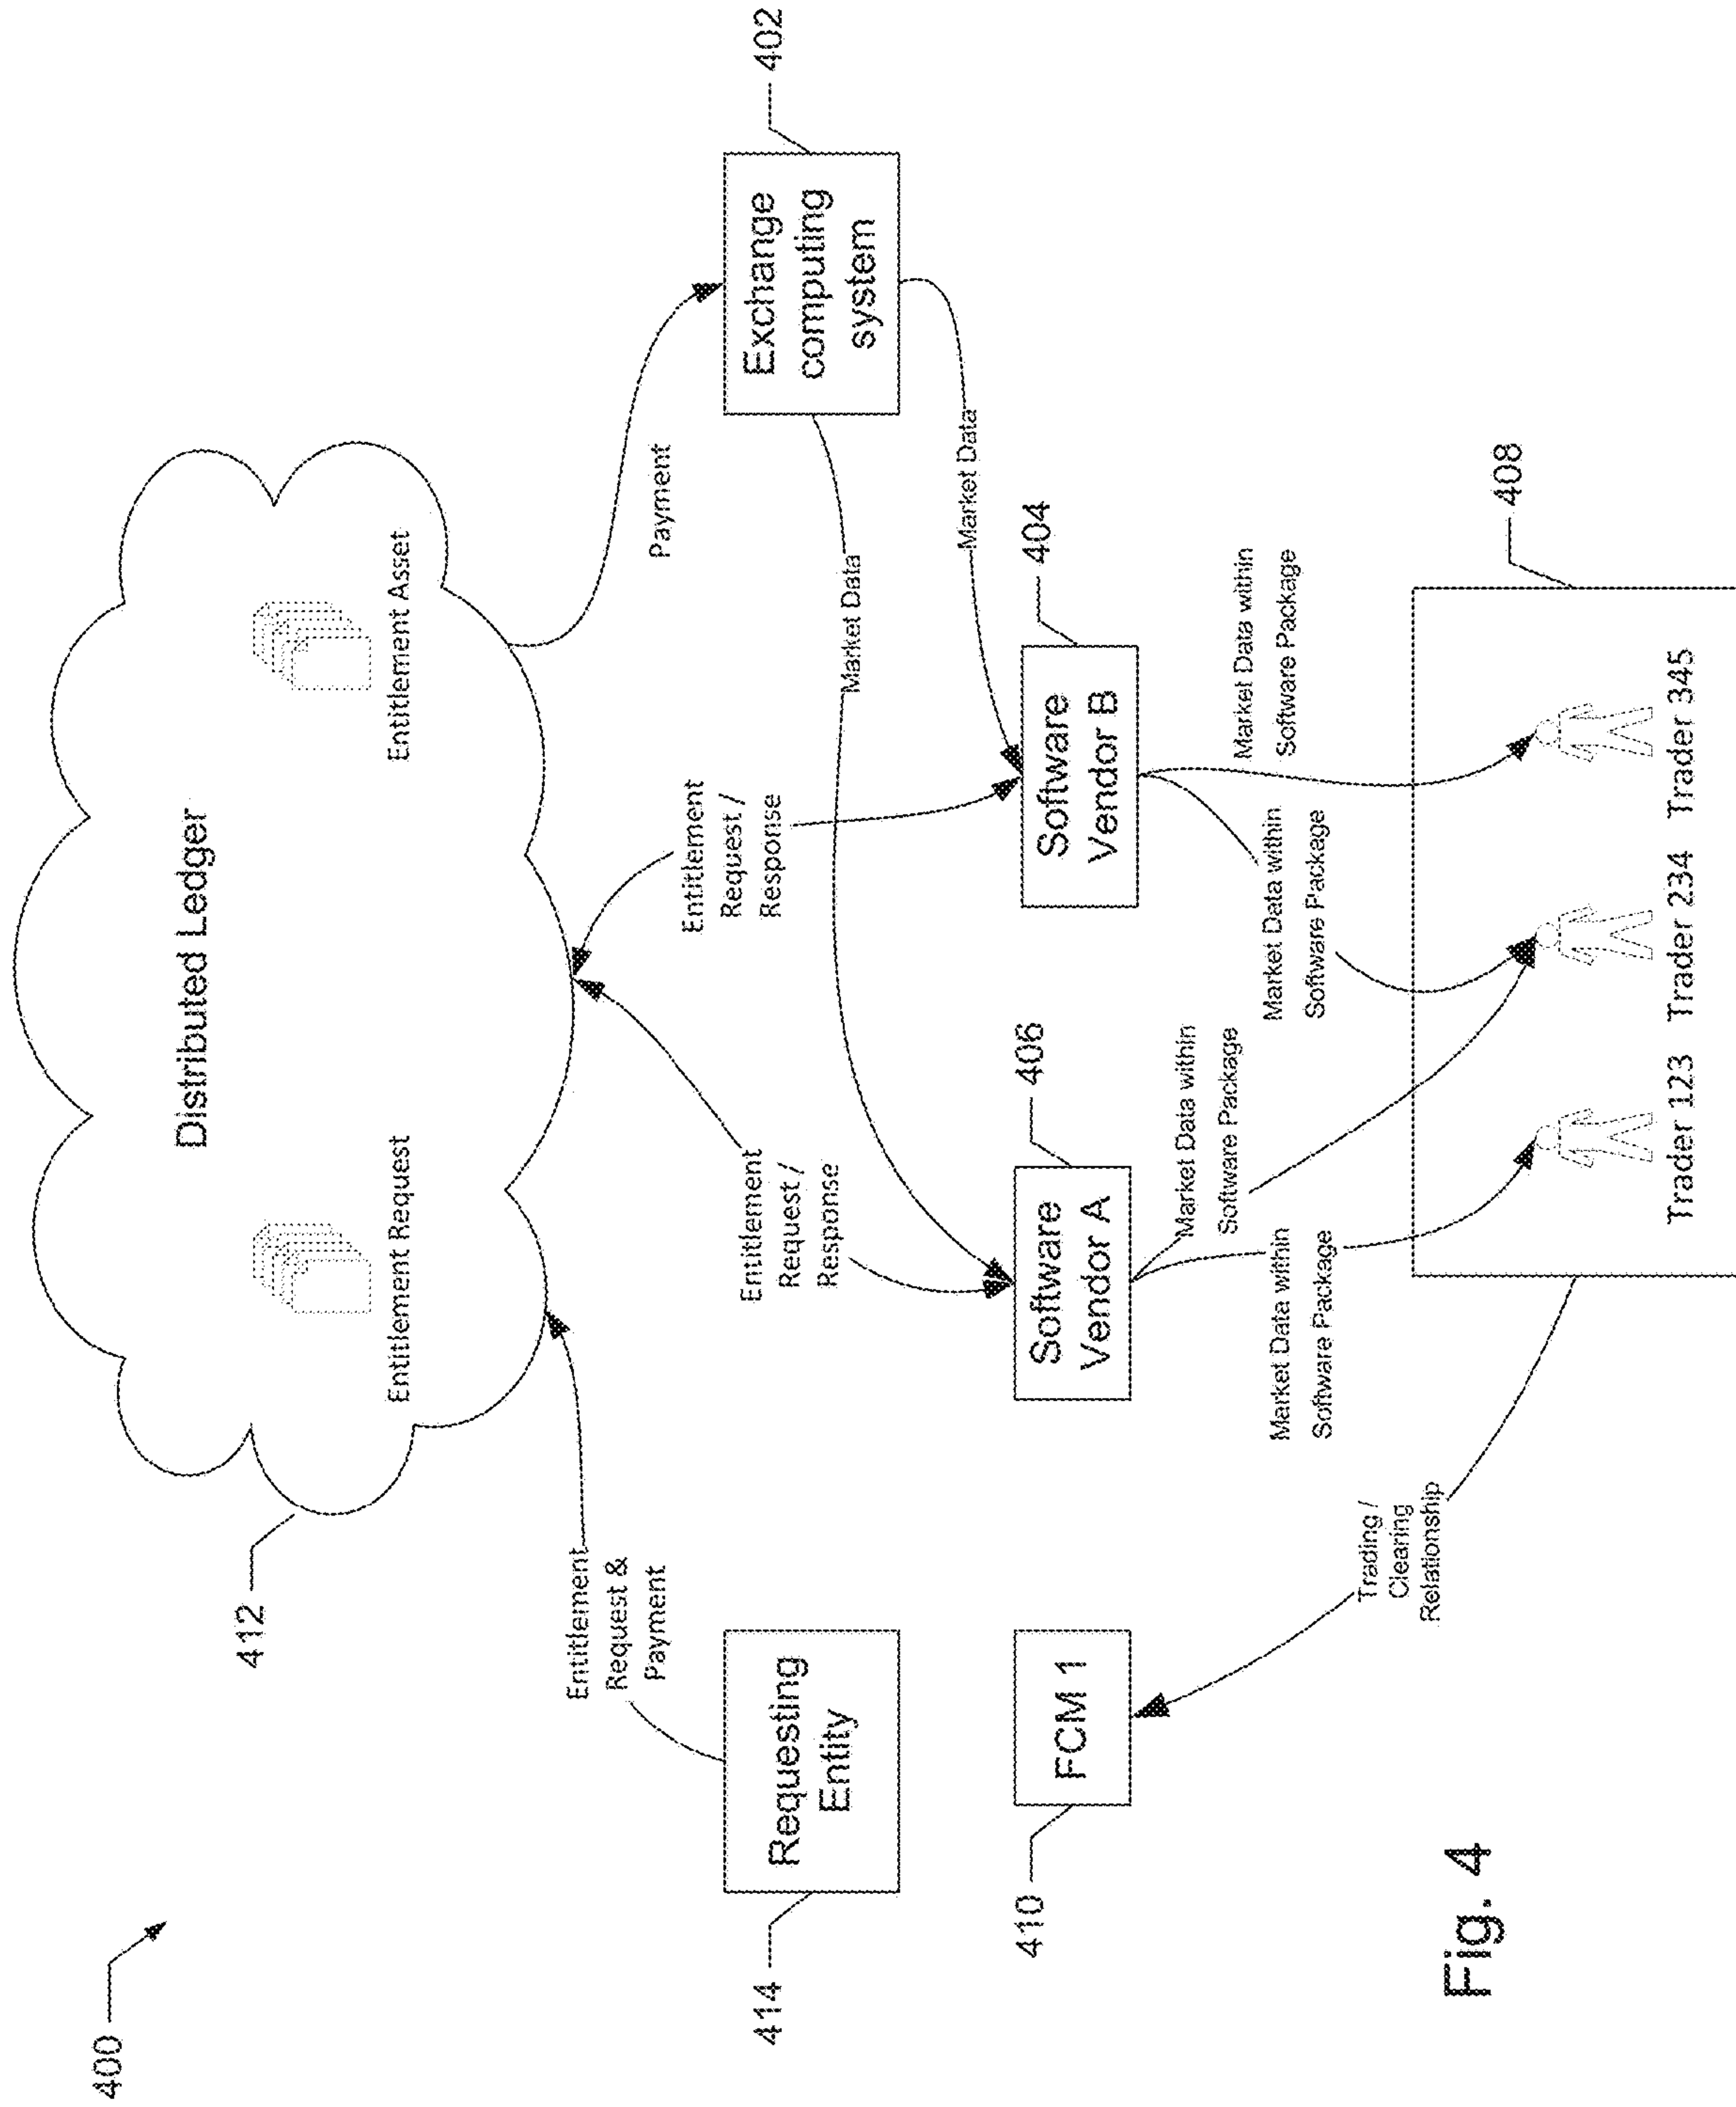 400
412
Distributed Ledger
Entitlement Request
Entitlement Asset
Entitlement
Request &
Payment
Entitlement
Request /
Response
Entitlement
Request /
Response
Payment
414
Requesting
Entity
402
Exchange
computing
system
Market Data
Market Data
410
FCM 1
406
Software
Vendor A
404
Software
Vendor B
Market Data within
Software Package
Market Data within
Software Package
Market Data within
Software Package
Market Data within
Software Package
Trading /
Clearing
Relationship
408
Trader 123
Trader 234
Trader 345
Fig. 4